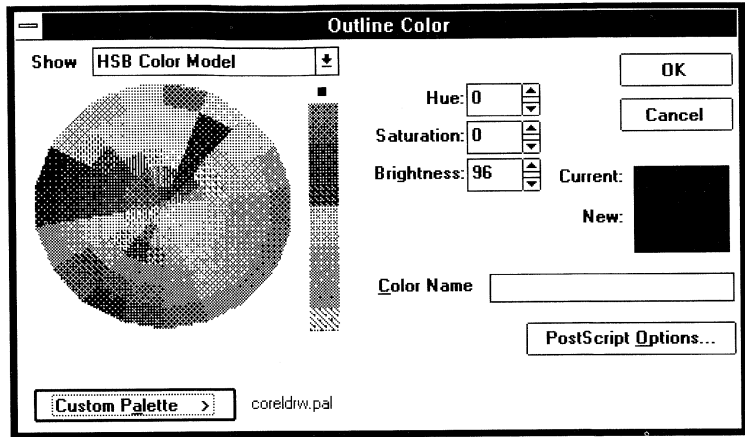 Outline Color
Show HSB Color Model
OK
Hue: 0
Cancel
Saturation: 0
Brightness: 96
Current:
New:
Color Name
PostScript Options...
Custom Palette > coreldrw.pal